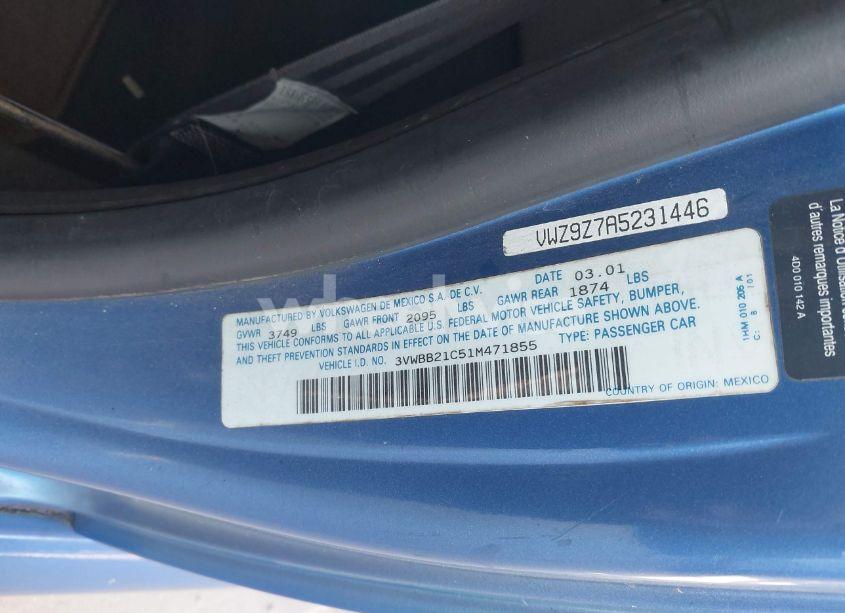 VWZ9Z7A5231446
MANUFACTURED BY VOLKSWAGEN DE MEXICO S.A. DE C.V. DATE 03.01
GVWR 3749 LBS GAWR FRONT 2095 LBS GAWR REAR 1874 LBS
THIS VEHICLE CONFORMS TO ALL APPLICABLE U.S. FEDERAL MOTOR VEHICLE SAFETY, BUMPER,
AND THEFT PREVENTION STANDARDS IN EFFECT ON THE DATE OF MANUFACTURE SHOWN ABOVE.
VEHICLE I.D. NO. 3VWBB21C51M471855 TYPE: PASSENGER CAR
COUNTRY OF ORIGIN: MEXICO
1HM 010 205 A
C: 8 / 01
La Notice d'Utilisation
d'autres remarques importantes
4D0 010 142 A